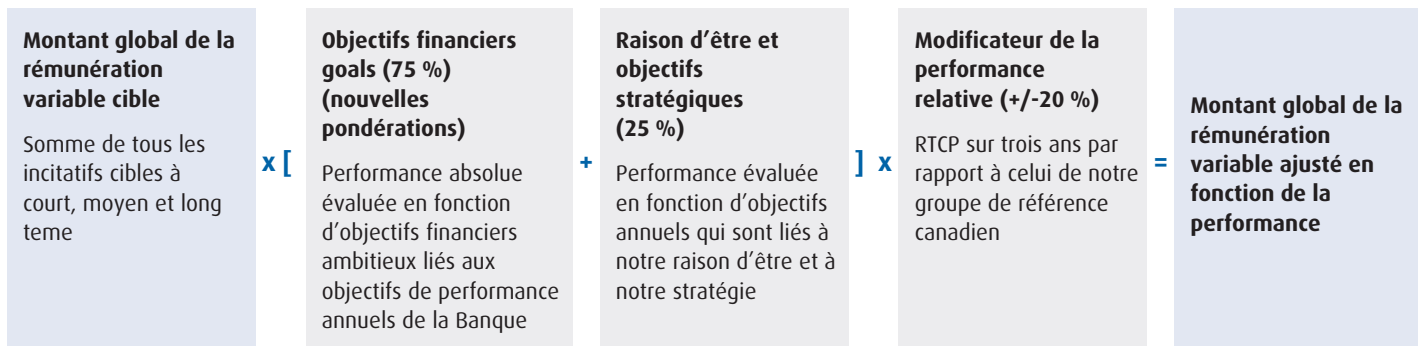 Montant global de la
rémunération
variable cible
Somme de tous les
incitatifs cibles à
court, moyen et long
teme
x [
Objectifs financiers
goals (75 %)
(nouvelles
pondérations)
Performance absolue
évaluée en fonction
d'objectifs financiers
ambitieux liés aux
objectifs de performance
annuels de la Banque
+
Raison d'être et
objectifs
stratégiques
(25 %)
Performance évaluée
en fonction d'objectifs
annuels qui sont liés à
notre raison d'être et à
notre stratégie
] x
Modificateur de la
performance
relative (+/-20 %)
RTCP sur trois ans par
rapport à celui de notre
groupe de référence
canadien
=
Montant global de la
rémunération
variable ajusté en
fonction de la
performance